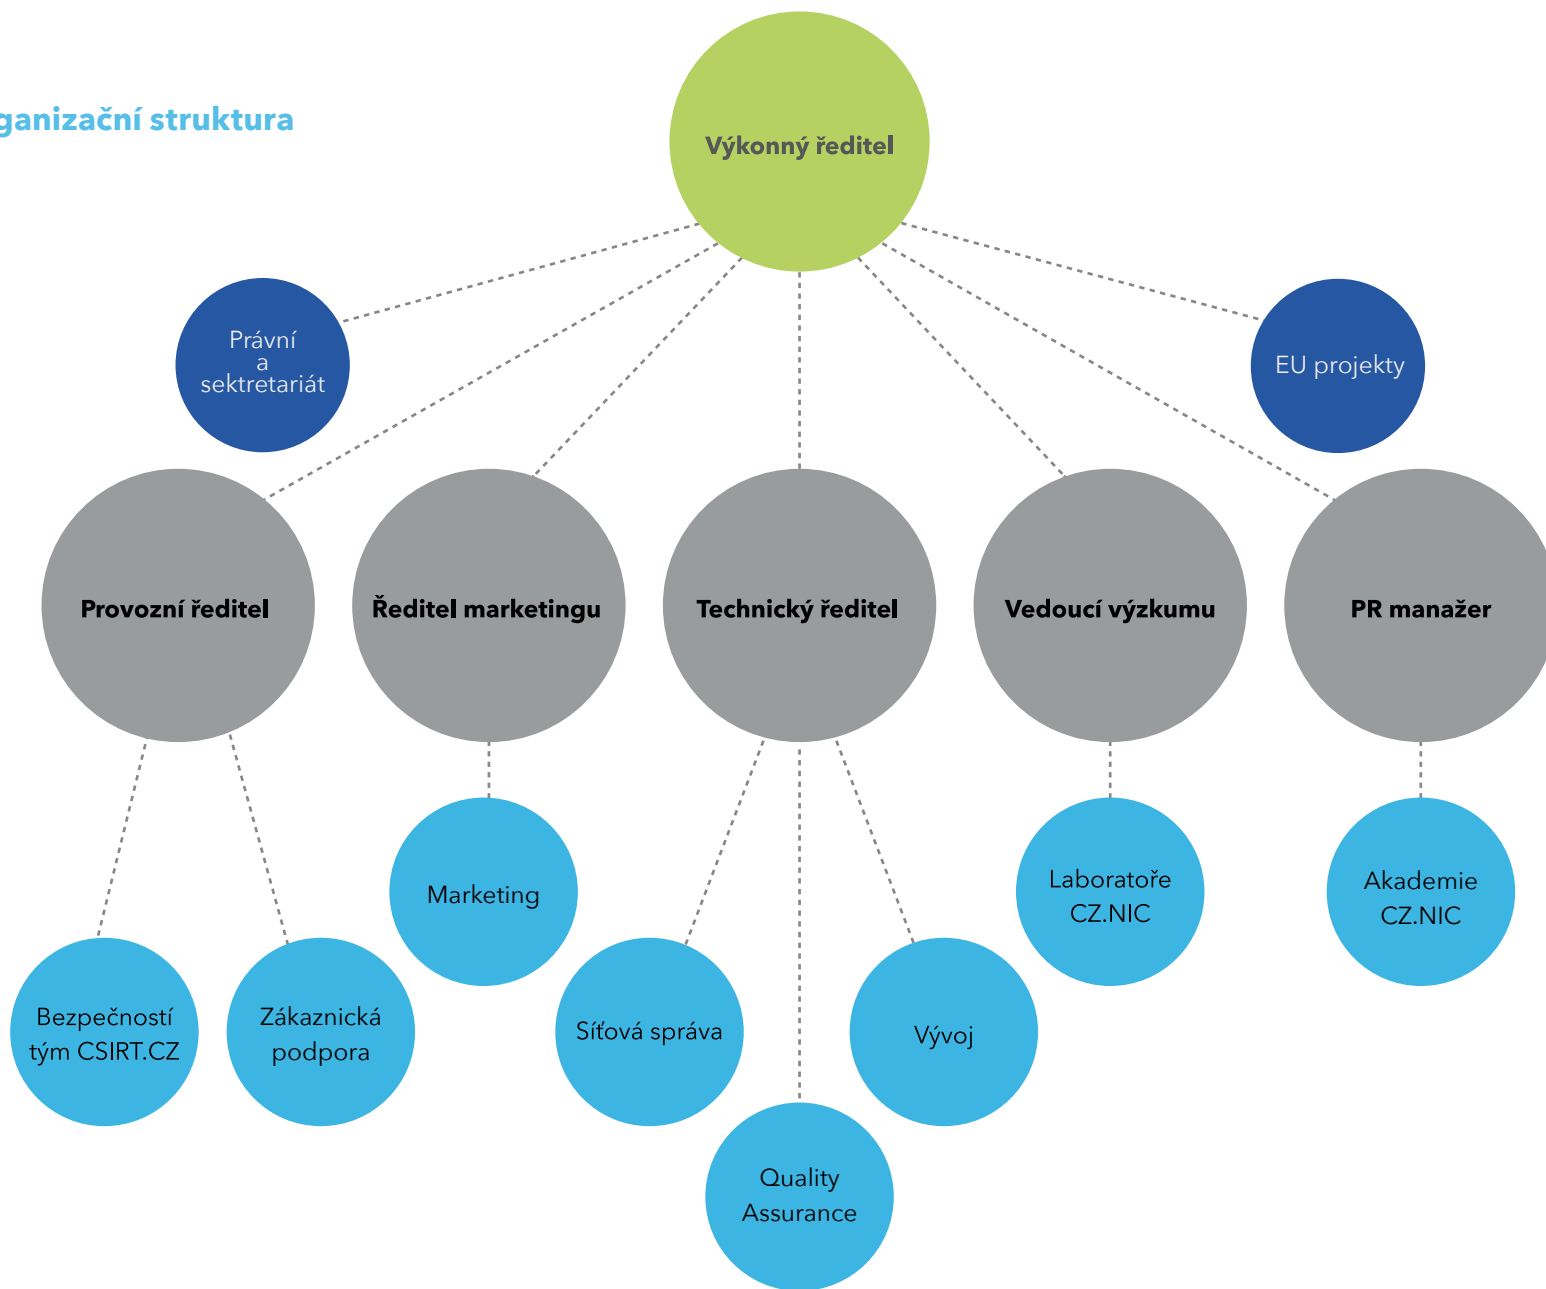 ganizační struktura
Výkonný ředitel
Právní
a
sektretariát
EU projekty
Provozní ředitel
Ředitel marketingu
Technický ředitel
Vedoucí výzkumu
PR manažer
Marketing
Laboratoře
CZ.NIC
Akademie
CZ.NIC
Bezpečností
tým CSIRT.CZ
Zákaznická
podpora
Síťová správa
Vývoj
Quality
Assurance